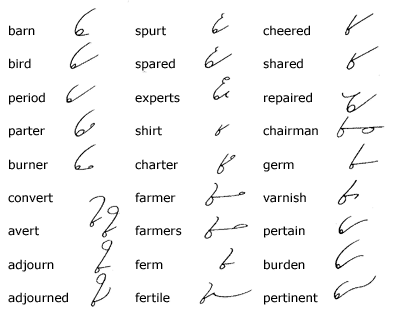 barn spurt cheered
bird spared shared
period experts repaired
parter shirt chairman
burner charter germ
convert farmer varnish
avert farmers pertain
adjourn ferm burden
adjourned fertile pertinent